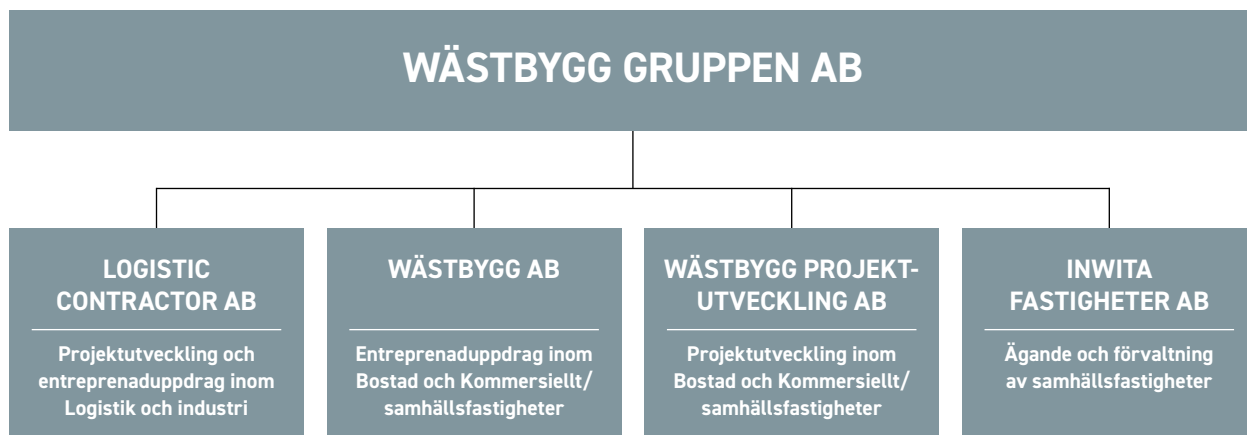 WÄSTBYGG GRUPPEN AB
LOGISTIC
CONTRACTOR AB
Projektutveckling och
entreprenaduppdrag inom
Logistik och industri
WÄSTBYGG AB
Entreprenaduppdrag inom
Bostad och Kommersiellt/
samhällsfastigheter
WÄSTBYGG PROJEKT-
UTVECKLING AB
Projektutveckling inom
Bostad och Kommersiellt/
samhällsfastigheter
INWITA
FASTIGHETER AB
Ägande och förvaltning
av samhällsfastigheter